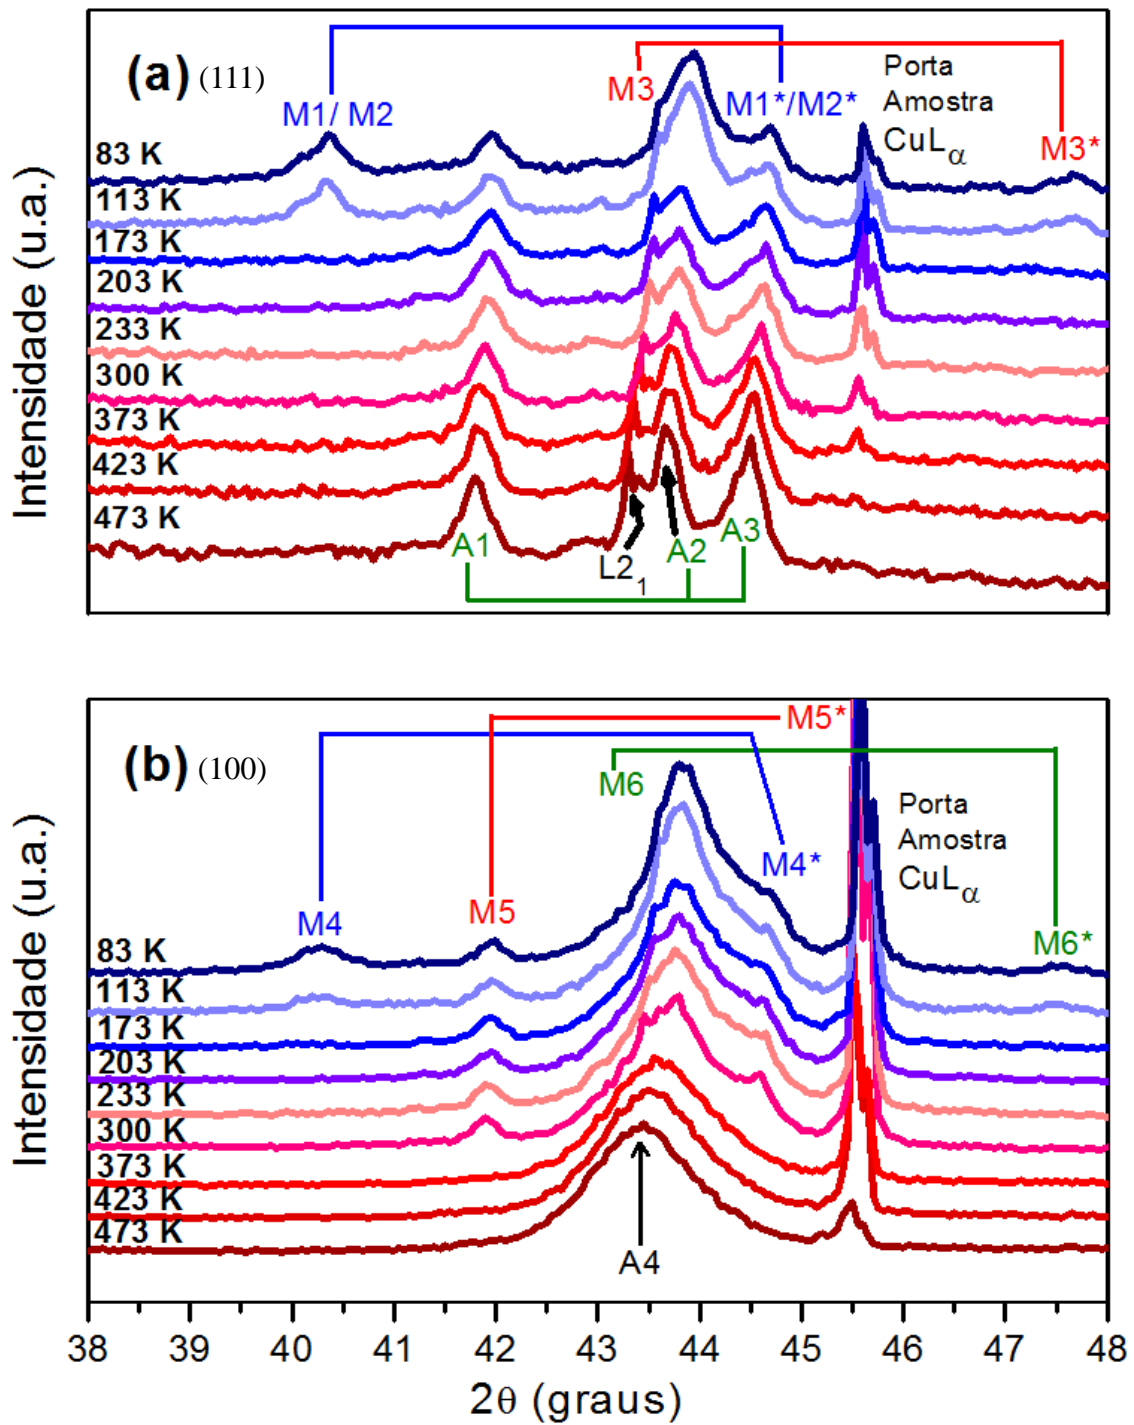 (a) (111)
M1/ M2
M3
M1*/M2*
Porta
Amostra
CuLα
M3*
83 K
113 K
173 K
203 K
233 K
300 K
373 K
423 K
473 K
A1
L2₁
A2
A3
Intensidade (u.a.)
(b) (100)
M5*
M6
Porta
Amostra
CuLα
M4*
M4
M5
M6*
83 K
113 K
173 K
203 K
233 K
300 K
373 K
423 K
473 K
A4
Intensidade (u.a.)
38 39 40 41 42 43 44 45 46 47 48
2θ (graus)